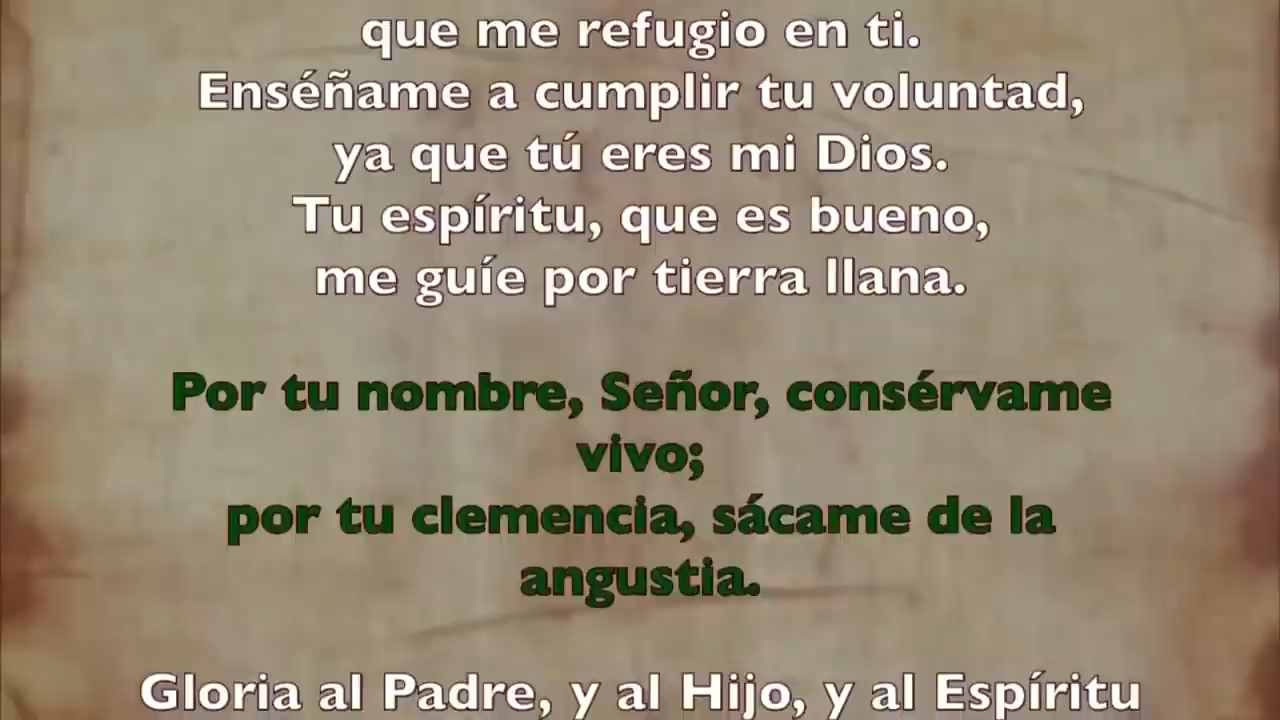 que me refugio en ti.
Enséñame a cumplir tu voluntad,
ya que tú eres mi Dios.
Tu espíritu, que es bueno,
me guíe por tierra llana.
Por tu nombre, Señor, consérvame
vivo;
por tu clemencia, sácame de la
angustia.
Gloria al Padre, y al Hijo, y al Espíritu